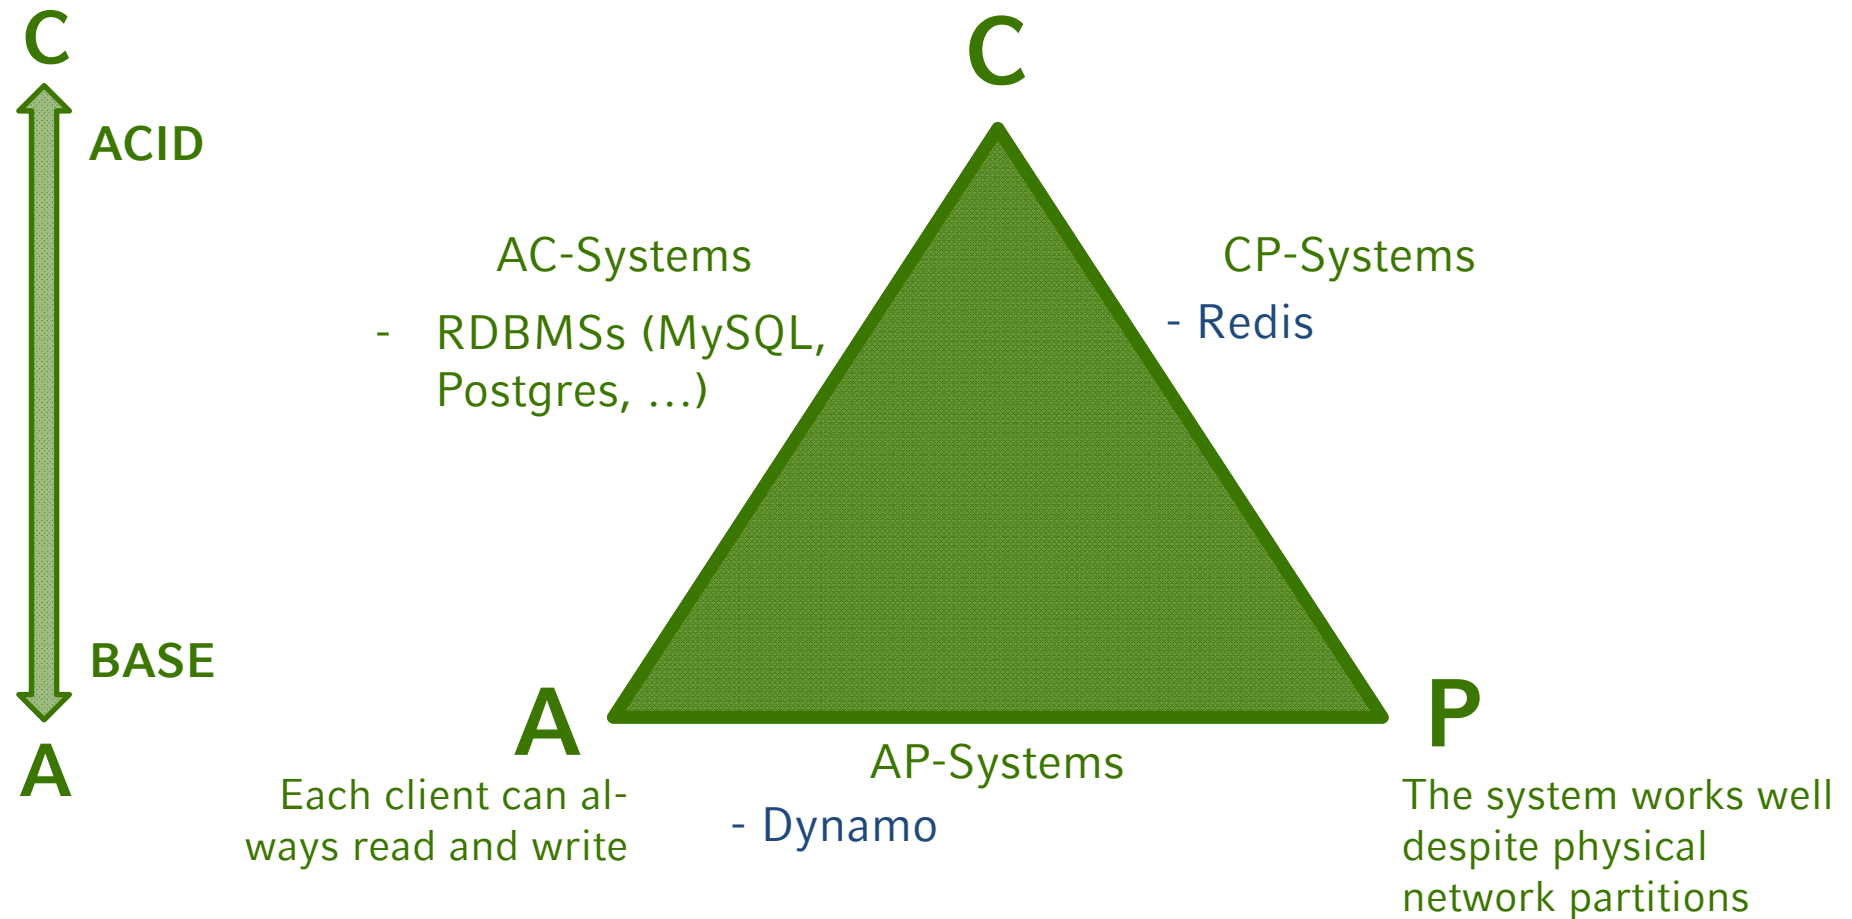 C
ACID
BASE
A
C
AC-Systems
- RDBMSs (MySQL,
Postgres, ...)
CP-Systems
- Redis
A
Each client can al-
ways read and write
AP-Systems
- Dynamo
P
The system works well
despite physical
network partitions